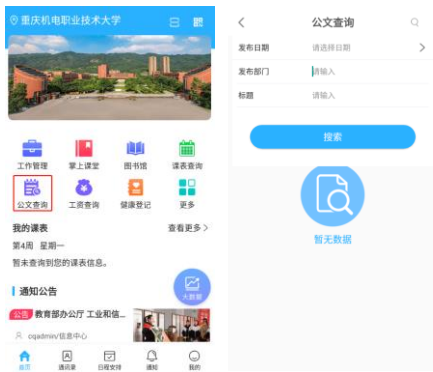 重庆机电职业技术大学
工作管理 掌上课堂 图书馆 课表查询
公文查询 工资查询 健康登记 更多
我的课表 查看更多>
第4周 星期一
暂未查询到您的课表信息。
大数据
通知公告
公告 教育部办公厅 工业和信...
cqadmin/信息中心
首页 通讯录 日程安排 通知 我的
公文查询
发布日期 请选择日期
发布部门 请输入
标题 请输入
搜索
暂无数据